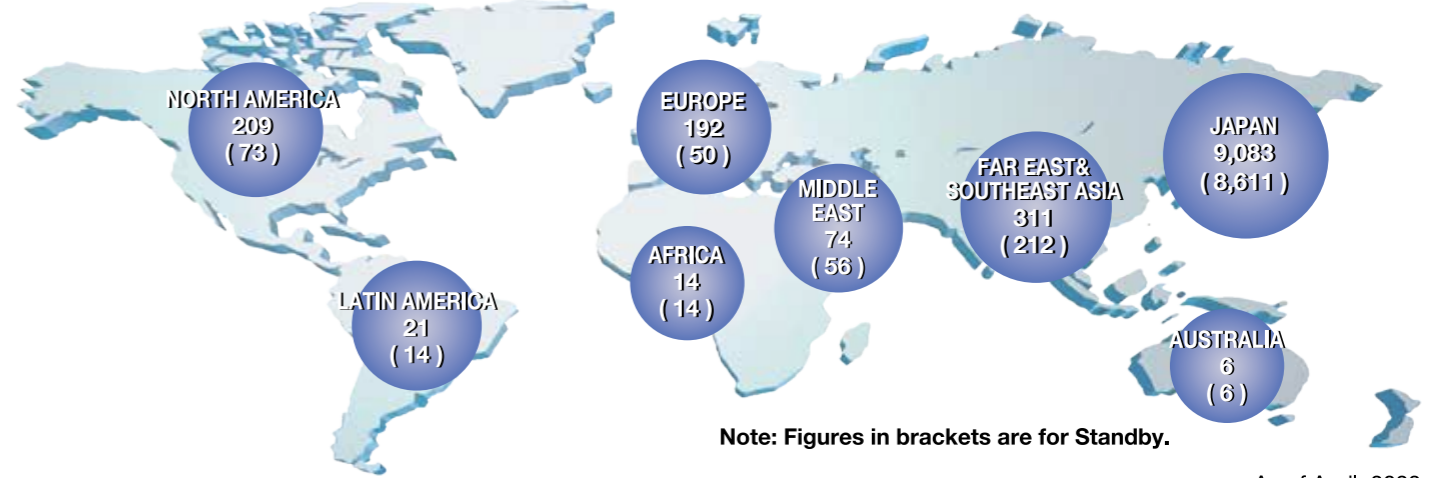 NORTH AMERICA
209
( 73 )
EUROPE
192
( 50 )
JAPAN
9,083
( 8,611 )
FAR EAST&
SOUTHEAST ASIA
311
( 212 )
MIDDLE
EAST
74
( 56 )
AFRICA
14
( 14 )
LATIN AMERICA
21
( 14 )
AUSTRALIA
6
( 6 )
Note: Figures in brackets are for Standby.